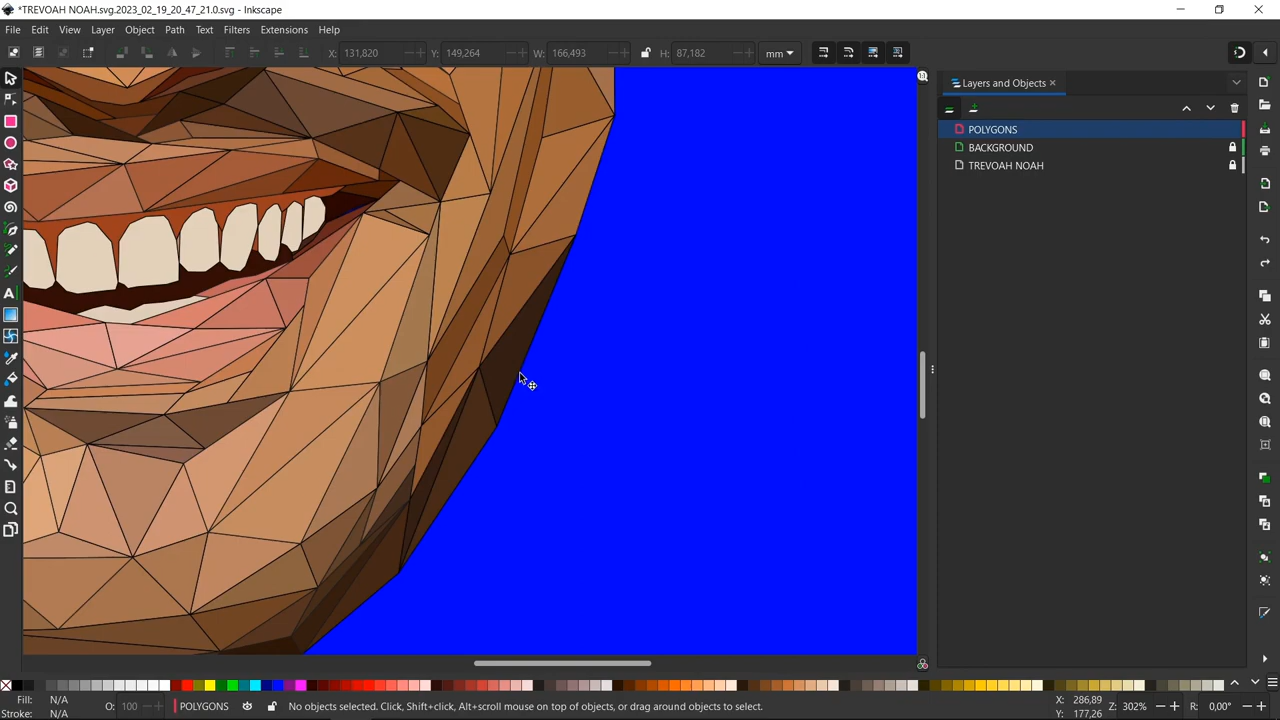 *TREVOAH NOAH.svg.2023_02_19_20_47_21.0.svg - Inkscape
File Edit View Layer Object Path Text Filters Extensions Help
X: 131,820 Y: 149,264 W: 166,493 H: 87,182 mm
Layers and Objects
POLYGONS
BACKGROUND
TREVOAH NOAH
Fill: N/A
Stroke: N/A
O: 100
POLYGONS
No objects selected. Click, Shift+click, Alt+scroll mouse on top of objects, or drag around objects to select.
X: 286,89
Y: 177,26
Z: 302%
R: 0,00°